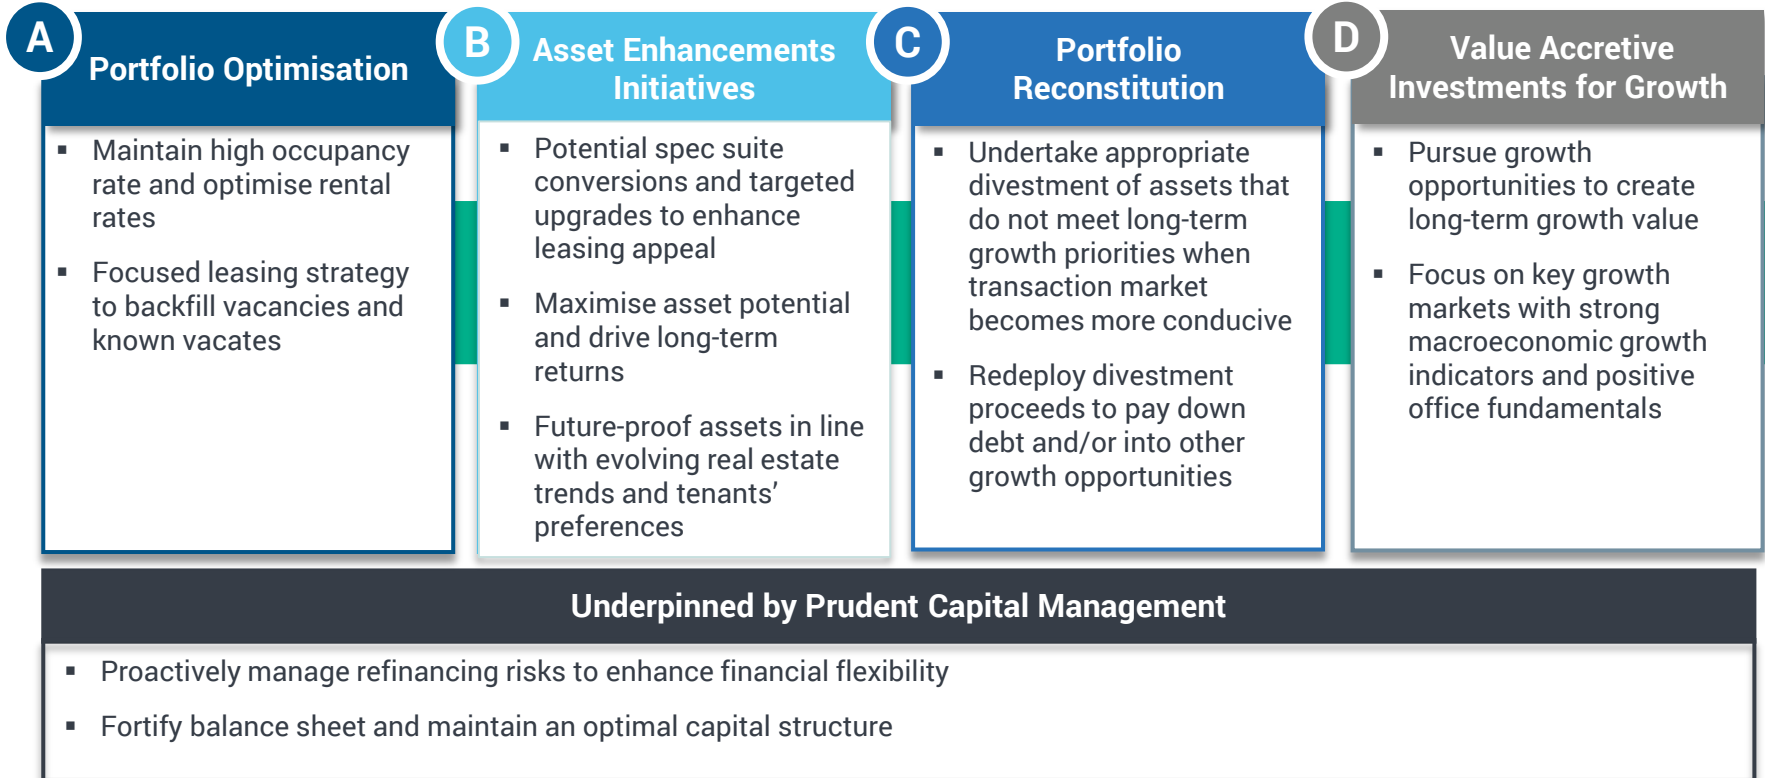 A
Portfolio Optimisation
▪ Maintain high occupancy
rate and optimise rental
rates
▪ Focused leasing strategy
to backfill vacancies and
known vacates
B
Asset Enhancements
Initiatives
▪ Potential spec suite
conversions and targeted
upgrades to enhance
leasing appeal
▪ Maximise asset potential
and drive long-term
returns
▪ Future-proof assets in line
with evolving real estate
trends and tenants’
preferences
C
Portfolio
Reconstitution
▪ Undertake appropriate
divestment of assets that
do not meet long-term
growth priorities when
transaction market
becomes more conducive
▪ Redeploy divestment
proceeds to pay down
debt and/or into other
growth opportunities
D
Value Accretive
Investments for Growth
▪ Pursue growth
opportunities to create
long-term growth value
▪ Focus on key growth
markets with strong
macroeconomic growth
indicators and positive
office fundamentals
Underpinned by Prudent Capital Management
▪ Proactively manage refinancing risks to enhance financial flexibility
▪ Fortify balance sheet and maintain an optimal capital structure